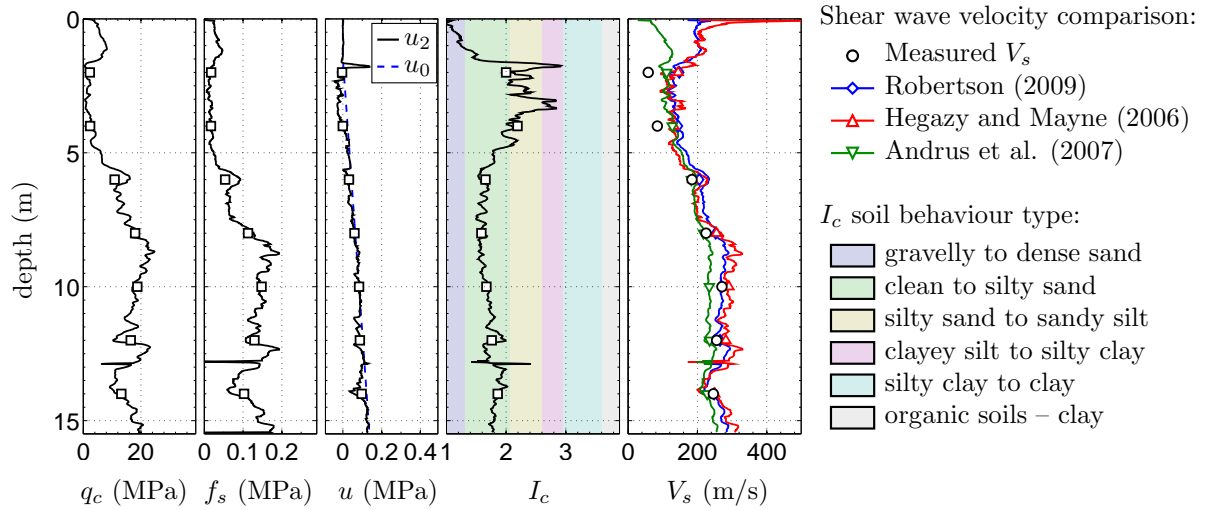 0
5
10
15
depth (m)
0
20
q_c (MPa)
0
0.1
0.2
f_s (MPa)
u_2
u_0
0
0.2
0.4
u (MPa)
1
2
3
I_c
0
200
400
V_s (m/s)
Shear wave velocity comparison:
Measured V_s
Robertson (2009)
Hegazy and Mayne (2006)
Andrus et al. (2007)
I_c soil behaviour type:
gravelly to dense sand
clean to silty sand
silty sand to sandy silt
clayey silt to silty clay
silty clay to clay
organic soils – clay